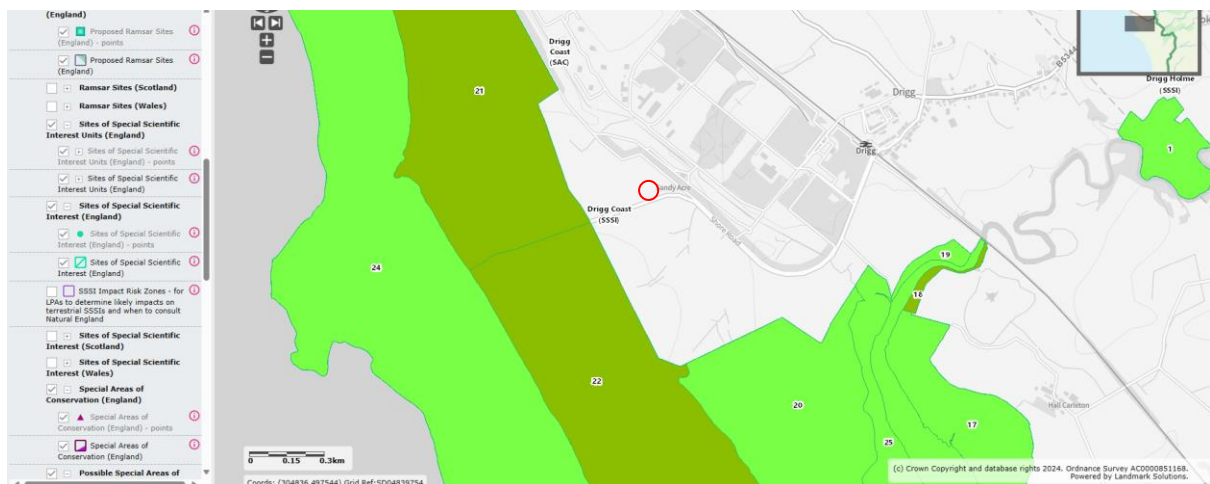 (England)
Proposed Ramsar Sites
(England) - points
Proposed Ramsar Sites
(England)
Ramsar Sites (Scotland)
Ramsar Sites (Wales)
Sites of Special Scientific
Interest Units (England)
Sites of Special Scientific
Interest Units (England) - points
Sites of Special Scientific
Interest Units (England)
Sites of Special Scientific
Interest (England)
Sites of Special Scientific
Interest (England) - points
Sites of Special Scientific
Interest (England)
SSSI Impact Risk Zones - for
LPAs to determine likely impacts on
terrestrial SSSIs and when to consult
Natural England
Sites of Special Scientific
Interest (Scotland)
Sites of Special Scientific
Interest (Wales)
Special Areas of
Conservation (England)
Special Areas of
Conservation (England) - points
Special Areas of
Conservation (England)
Possible Special Areas of
Drigg
Coast
(SAC)
21
Drigg
B5344
Drigg Holme
(SSSI)
1
Drigg
andy Acre
Drigg Coast
(SSSI)
Shore Road
24
19
18
22
20
17
25
Hall Carleton
0 0.15 0.3km
Coords: (304836,497544) Grid Ref:SD04839754
(c) Crown Copyright and database rights 2024. Ordnance Survey AC0000851168.
Powered by Landmark Solutions.